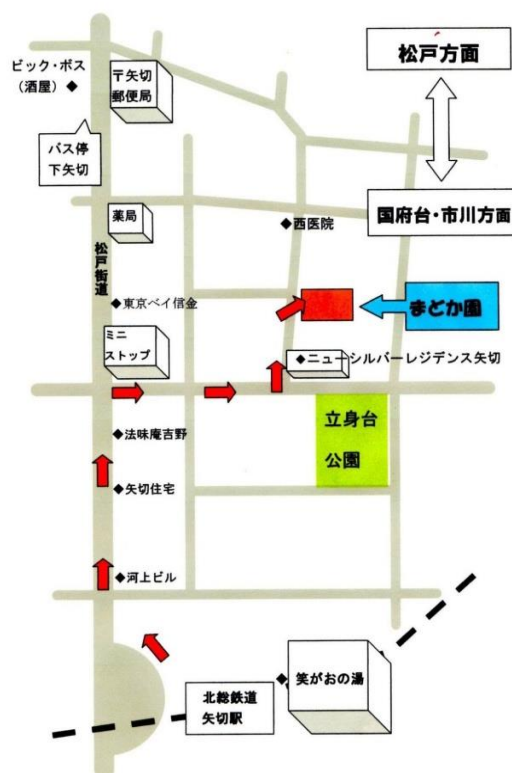 松戸方面
ビック・ボス
(酒屋) ◆
〒矢切
郵便局
バス停
下矢切
国府台・市川方面
薬局
◆西医院
松戸街道
◆東京ベイ信金
まどか園
ミニ
ストップ
◆ニューシルバーレジデンス矢切
立身台
公園
◆法味庵吉野
◆矢切住宅
◆河上ビル
◆笑がおの湯
北総鉄道
矢切駅